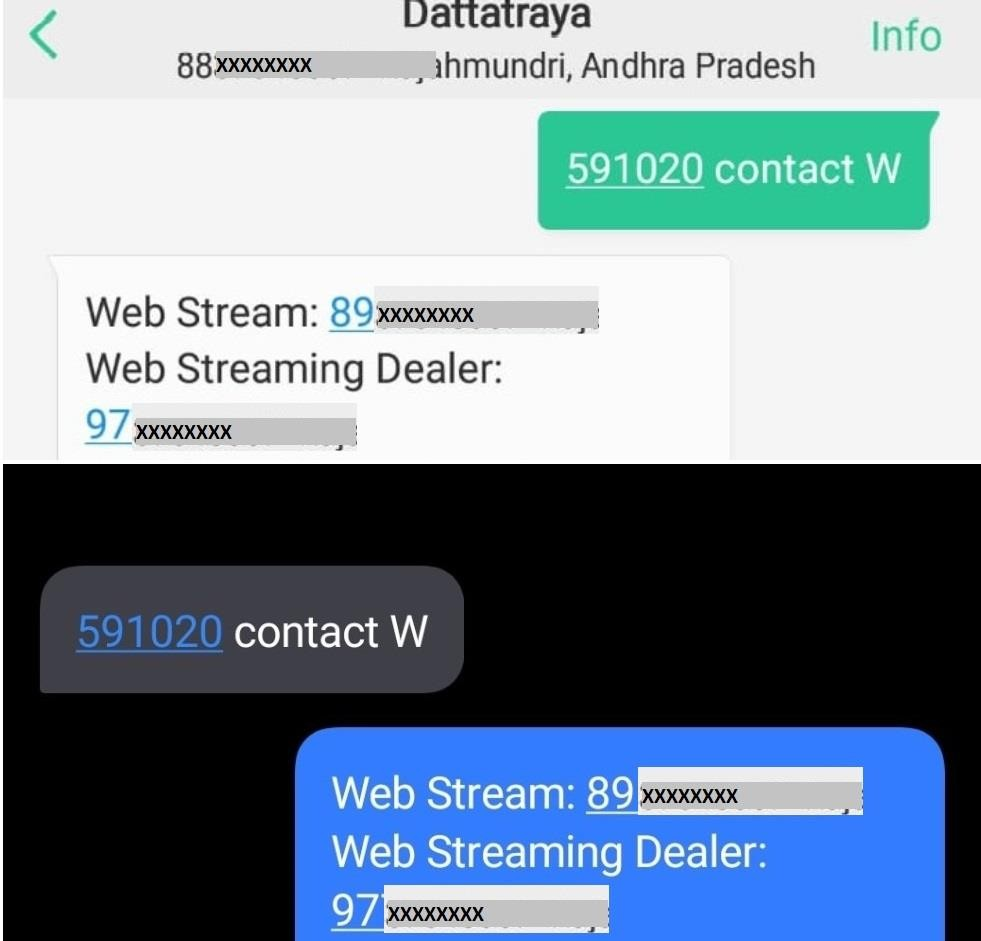 Dattatraya
Info
88xxxxxxxx ahmundri, Andhra Pradesh
591020 contact W
Web Stream: 89xxxxxxxx
Web Streaming Dealer:
97xxxxxxxx
591020 contact W
Web Stream: 89xxxxxxxx
Web Streaming Dealer:
97xxxxxxxx